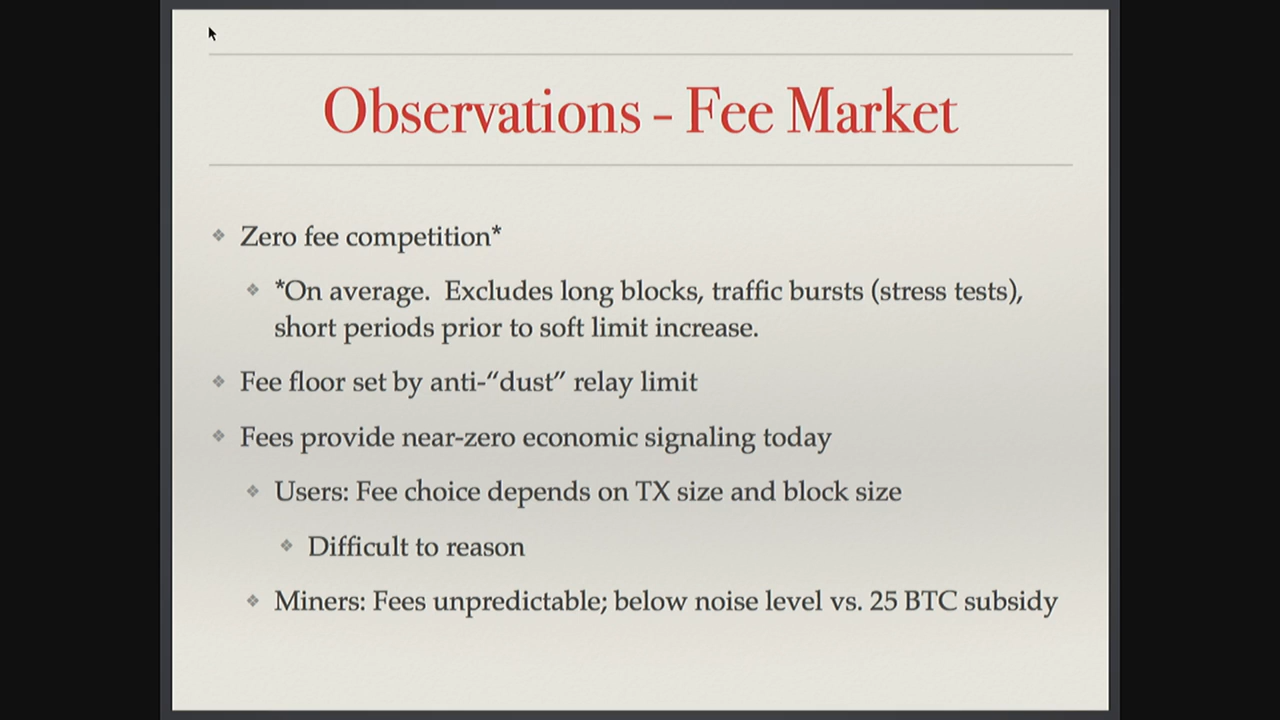 Observations – Fee Market
Zero fee competition*
*On average.  Excludes long blocks, traffic bursts (stress tests),
short periods prior to soft limit increase.
Fee floor set by anti-“dust” relay limit
Fees provide near-zero economic signaling today
Users: Fee choice depends on TX size and block size
Difficult to reason
Miners: Fees unpredictable; below noise level vs. 25 BTC subsidy